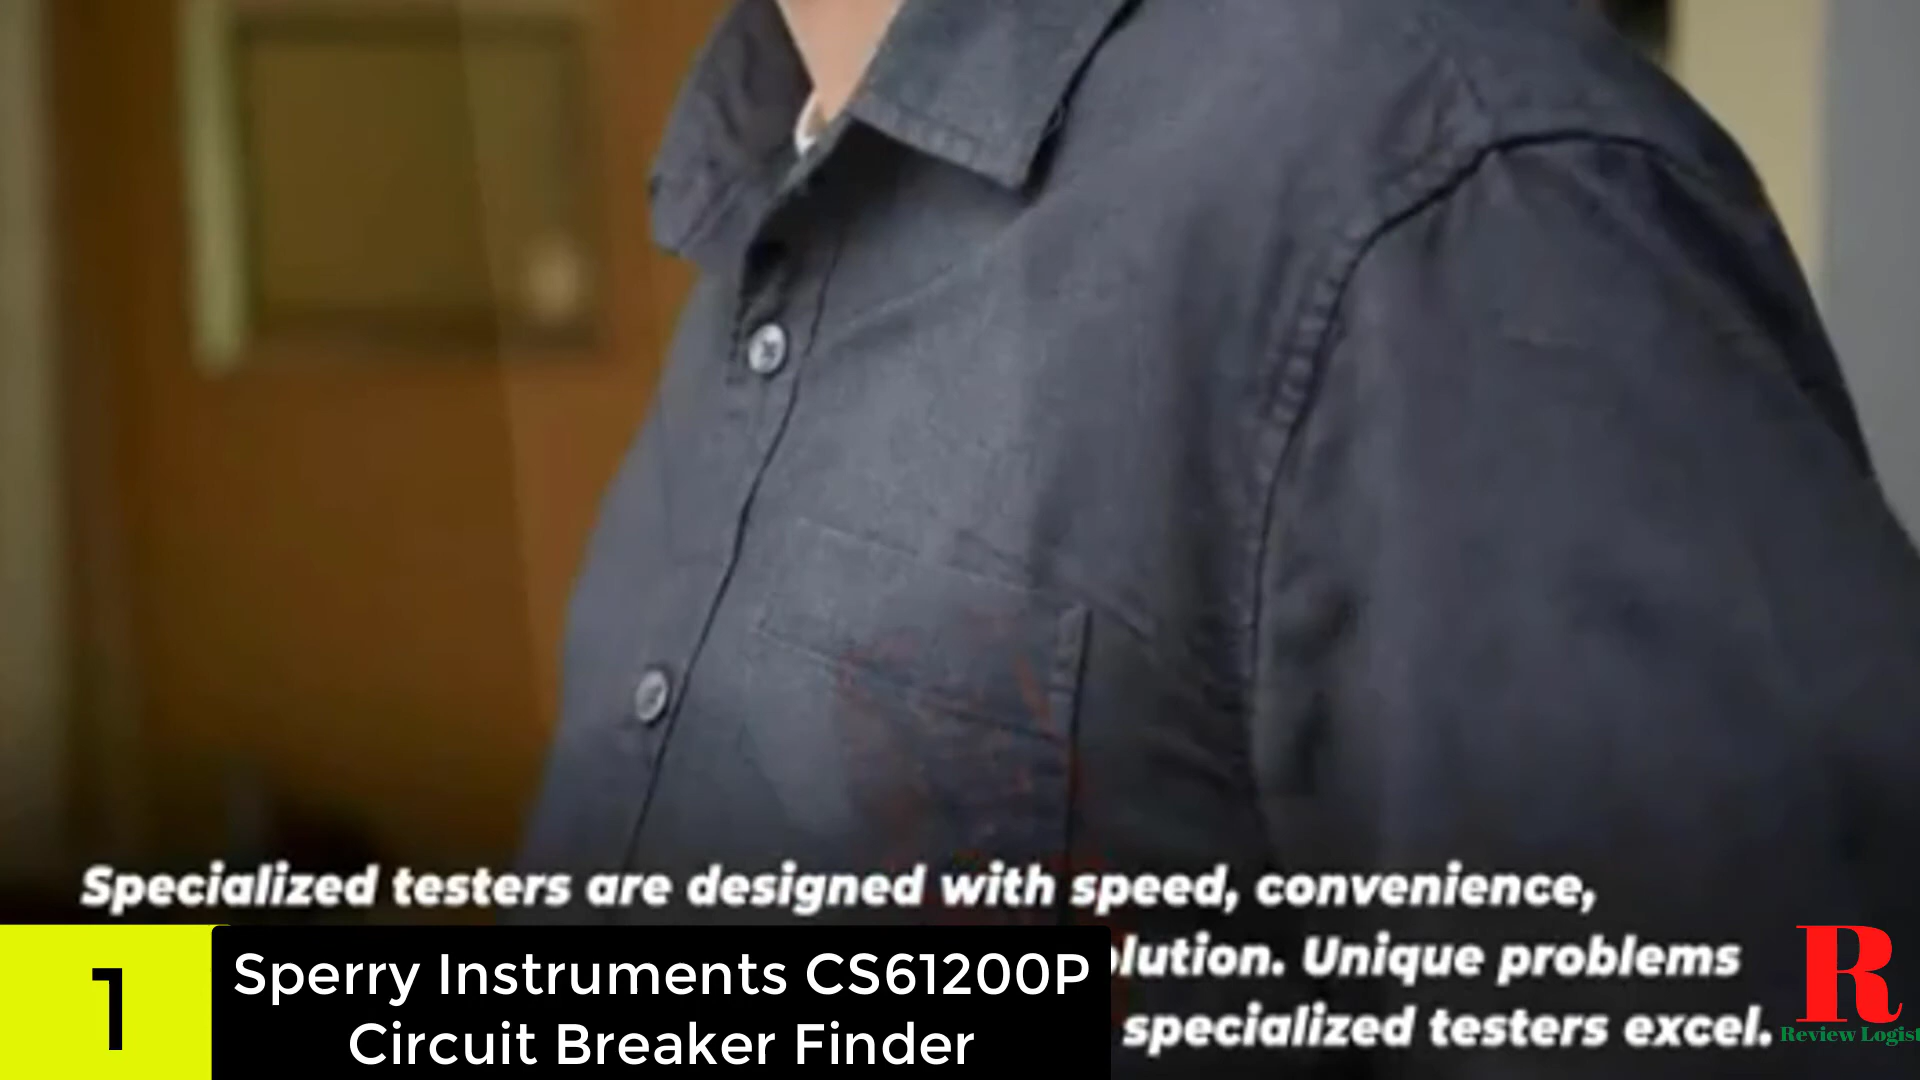 Specialized testers are designed with speed, convenience,
lution. Unique problems
specialized testers excel.
1
Sperry Instruments CS61200P
Circuit Breaker Finder
R
Review Logist